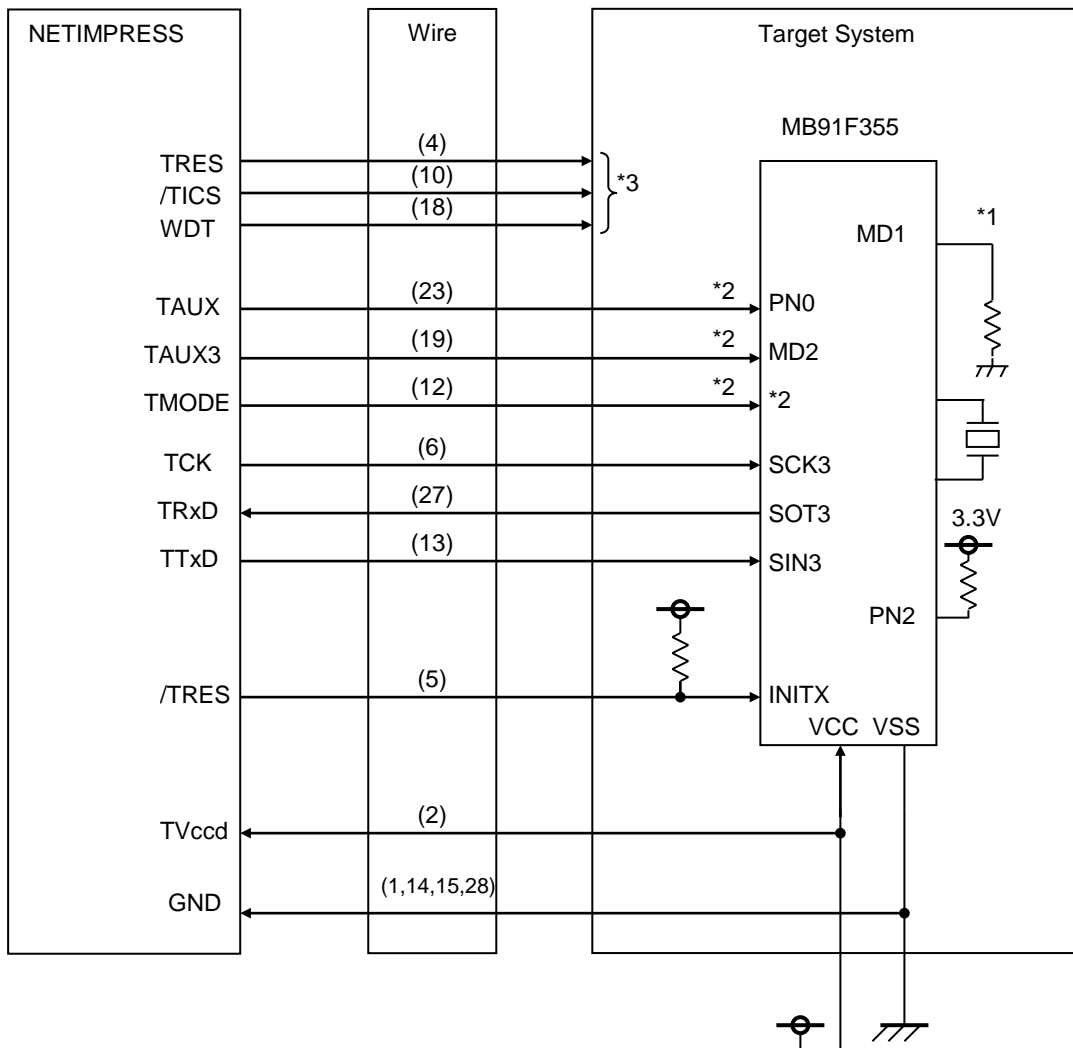 NETIMPRESS
Wire
Target System
MB91F355
TRES
(4)
*3
/TICS
(10)
WDT
(18)
MD1
*1
TAUX
(23)
*2
PN0
TAUX3
(19)
*2
MD2
TMODE
(12)
*2
*2
TCK
(6)
SCK3
TRxD
(27)
SOT3
3.3V
TTxD
(13)
SIN3
PN2
/TRES
(5)
INITX
VCC VSS
TVccd
(2)
(1,14,15,28)
GND